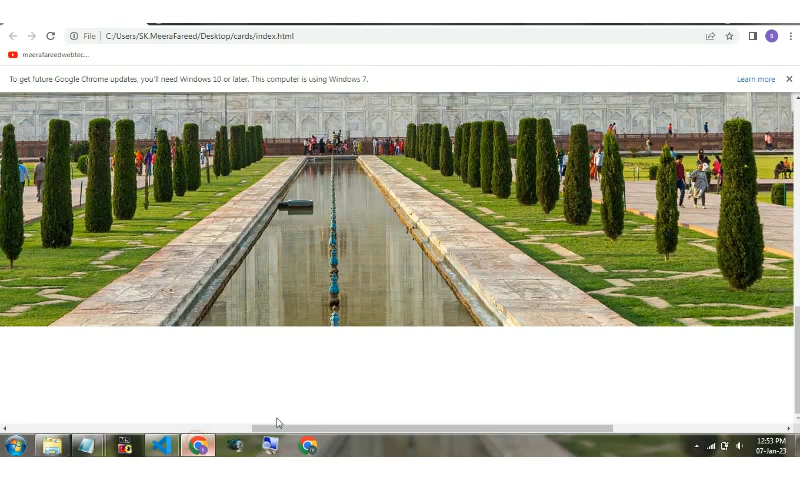 File | C:/Users/SK.MeeraFareed/Desktop/cards/index.html
S
meerafareedwebtec...
To get future Google Chrome updates, you'll need Windows 10 or later. This computer is using Windows 7.
Learn more
12:53 PM
07-Jan-23